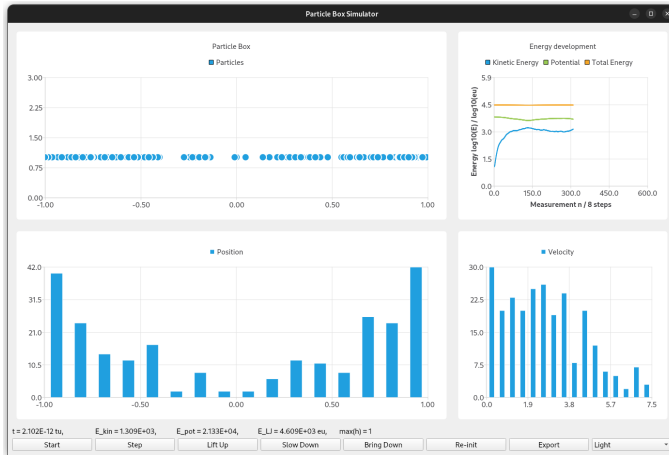 Particle Box Simulator
Particle Box
Particles
3.00
2.25
1.50
0.75
0.00
-1.00 -0.50 0.00 0.50 1.00
Energy development
Kinetic Energy Potential Total Energy
Energy log10(E) / log10(eu)
5.9
4.5
3.0
1.5
0.0
0.0 150.0 300.0 450.0 600.0
Measurement n / 8 steps
Position
42.0
31.5
21.0
10.5
0.0
-1.00 -0.50 0.00 0.50 1.00
Velocity
30.0
22.5
15.0
7.5
0.0
0.0 1.9 3.8 5.7 7.5
t = 2.102E-12 tu, E_kin = 1.309E+03, E_pot = 2.133E+04, E_LJ = 4.609E+03 eu, max(h) = 1
Start Step Lift Up Slow Down Bring Down Re-init Export Light